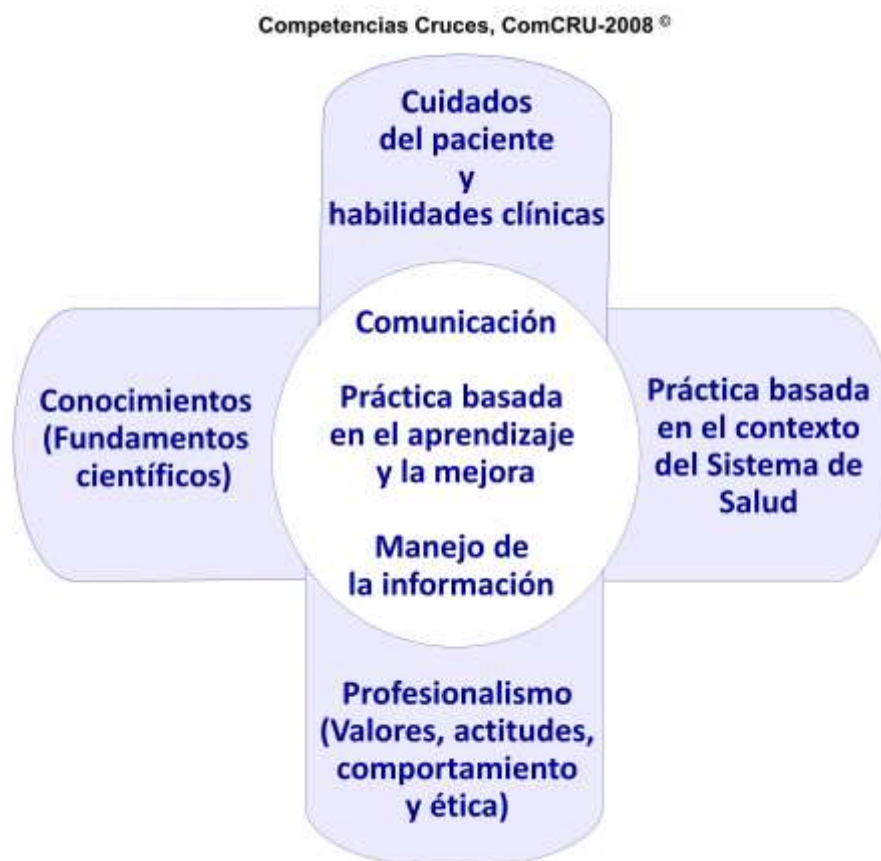 Competencias Cruces, ComCRU-2008 ©
Cuidados
del paciente
y
habilidades clínicas
Comunicación
Práctica basada
en el aprendizaje
y la mejora
Manejo de
la información
Conocimientos
(Fundamentos
científicos)
Práctica basada
en el contexto
del Sistema de
Salud
Profesionalismo
(Valores, actitudes,
comportamiento
y ética)